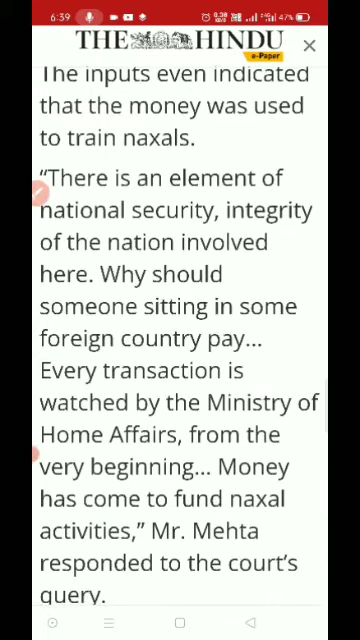 6:39
47%
THE HINDU
e-Paper
The inputs even indicated
that the money was used
to train naxals.
“There is an element of
national security, integrity
of the nation involved
here. Why should
someone sitting in some
foreign country pay...
Every transaction is
watched by the Ministry of
Home Affairs, from the
very beginning... Money
has come to fund naxal
activities,” Mr. Mehta
responded to the court’s
query.